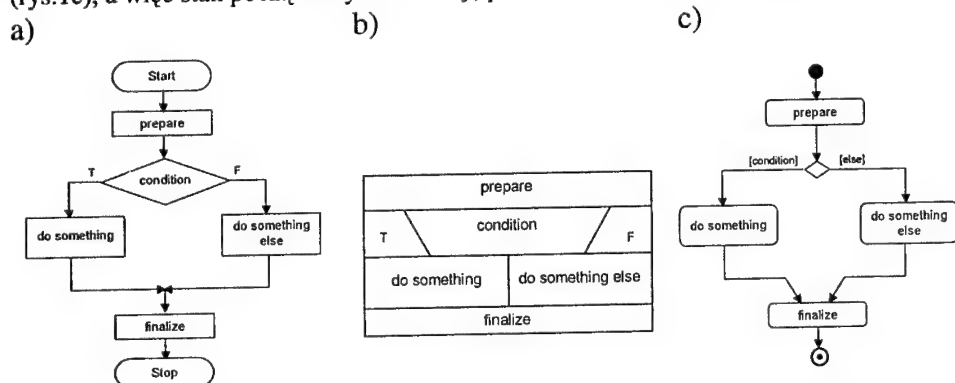 a)
b)
c)
Start
prepare
T
condition
F
do something
do something
else
finalize
Stop
prepare
T
condition
F
do something
do something else
finalize
prepare
[condition]
[else]
do something
do something
else
finalize